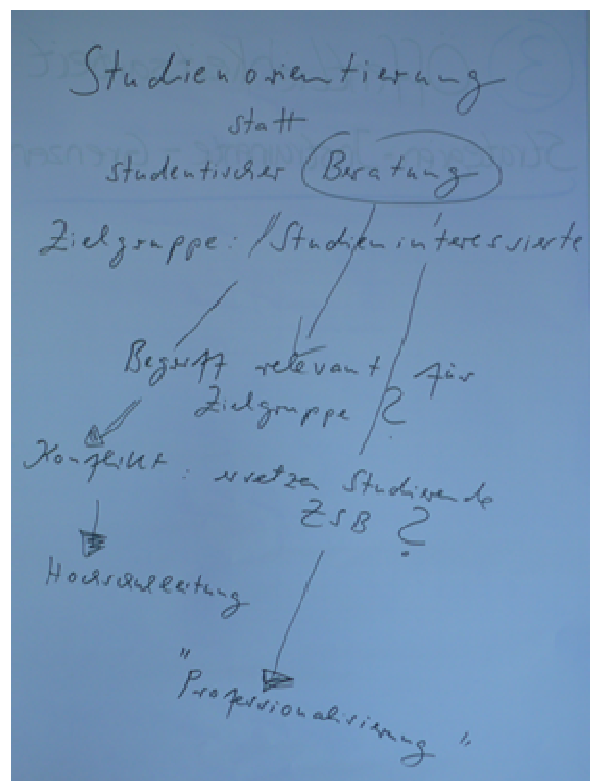 Studienorientierung
statt
studentischer Beratung
Zielgruppe: Studieninteressierte
Begriff relevant für
Zielgruppe ?
Konflikt: ersetzen Studierende
ZSB ?
Hochschulleitung
"Professionalisierung"